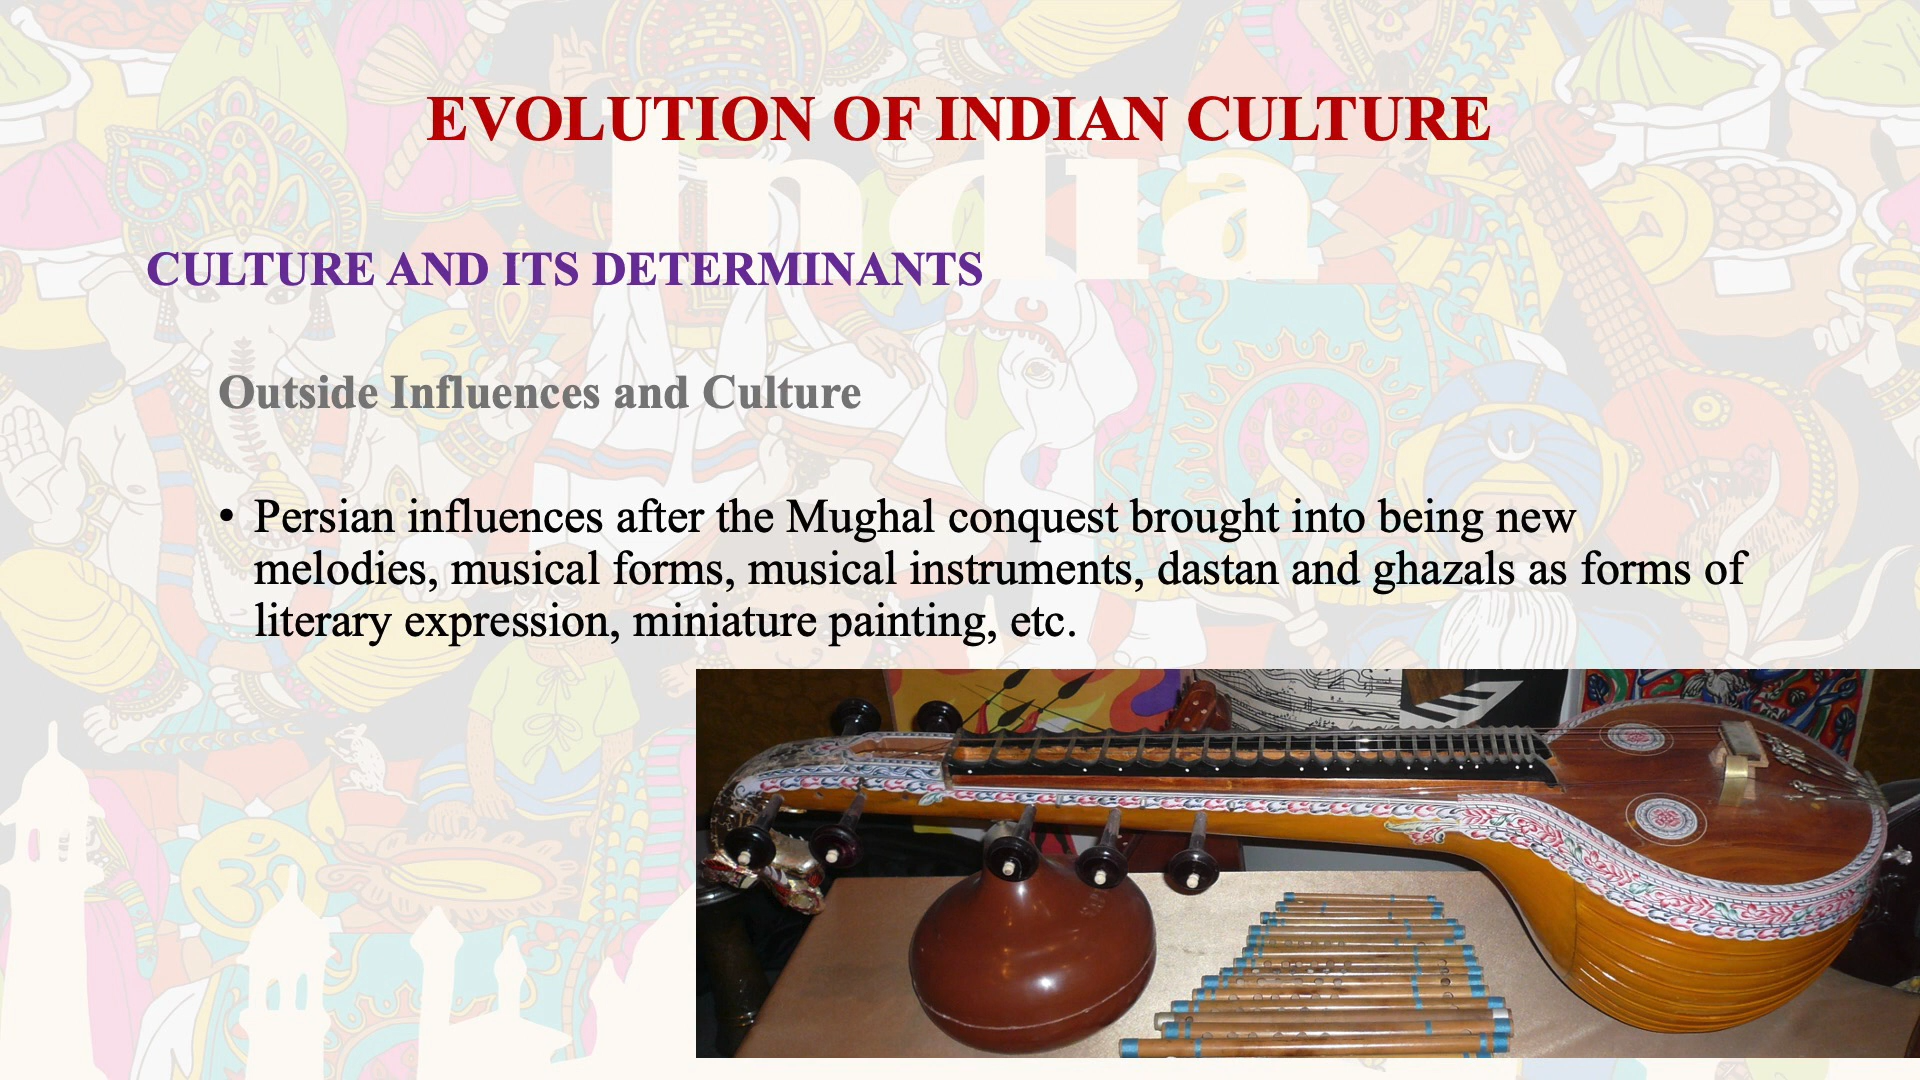 EVOLUTION OF INDIAN CULTURE
India
CULTURE AND ITS DETERMINANTS
Outside Influences and Culture
• Persian influences after the Mughal conquest brought into being new
melodies, musical forms, musical instruments, dastan and ghazals as forms of
literary expression, miniature painting, etc.
ॐ